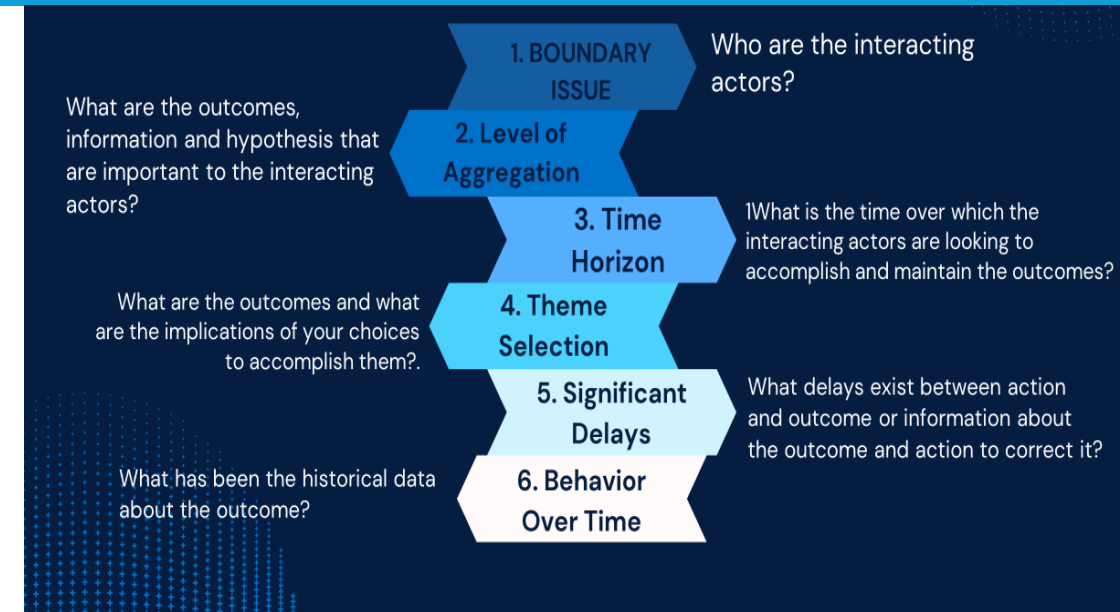 1. BOUNDARY
ISSUE
Who are the interacting
actors?
What are the outcomes,
information and hypothesis that
are important to the interacting
actors?
2. Level of
Aggregation
3. Time
Horizon
1What is the time over which the
interacting actors are looking to
accomplish and maintain the outcomes?
What are the outcomes and what
are the implications of your choices
to accomplish them?.
4. Theme
Selection
5. Significant
Delays
What delays exist between action
and outcome or information about
the outcome and action to correct it?
What has been the historical data
about the outcome?
6. Behavior
Over Time